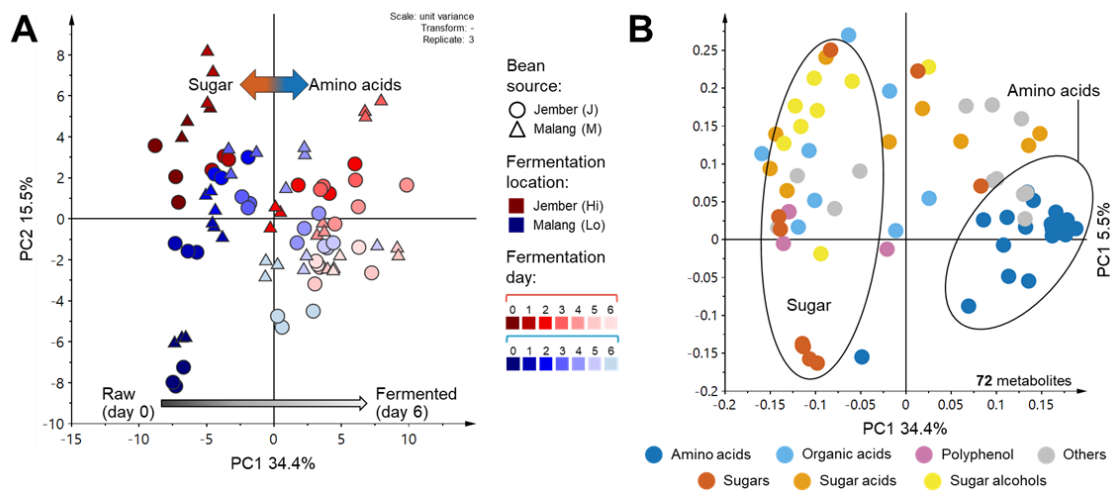 A
Scale: unit variance
Transform: -
Replicate: 3
Sugar
Amino acids
PC2 15.5%
8
6
4
2
0
-2
-4
-6
-8
-10
Raw
(day 0)
Fermented
(day 6)
-15
-10
-5
0
5
10
PC1 34.4%
Bean
source:
Jember (J)
Malang (M)
Fermentation
location:
Jember (Hi)
Malang (Lo)
Fermentation
day:
0 1 2 3 4 5 6
0 1 2 3 4 5 6
B
0.25
0.2
0.15
0.1
0.05
0
-0.05
-0.1
-0.15
-0.2
Amino acids
Sugar
PC1 5.5%
72 metabolites
-0.15
-0.1
-0.05
0
0.05
0.1
0.15
PC1 34.4%
Amino acids
Organic acids
Polyphenol
Others
Sugars
Sugar acids
Sugar alcohols